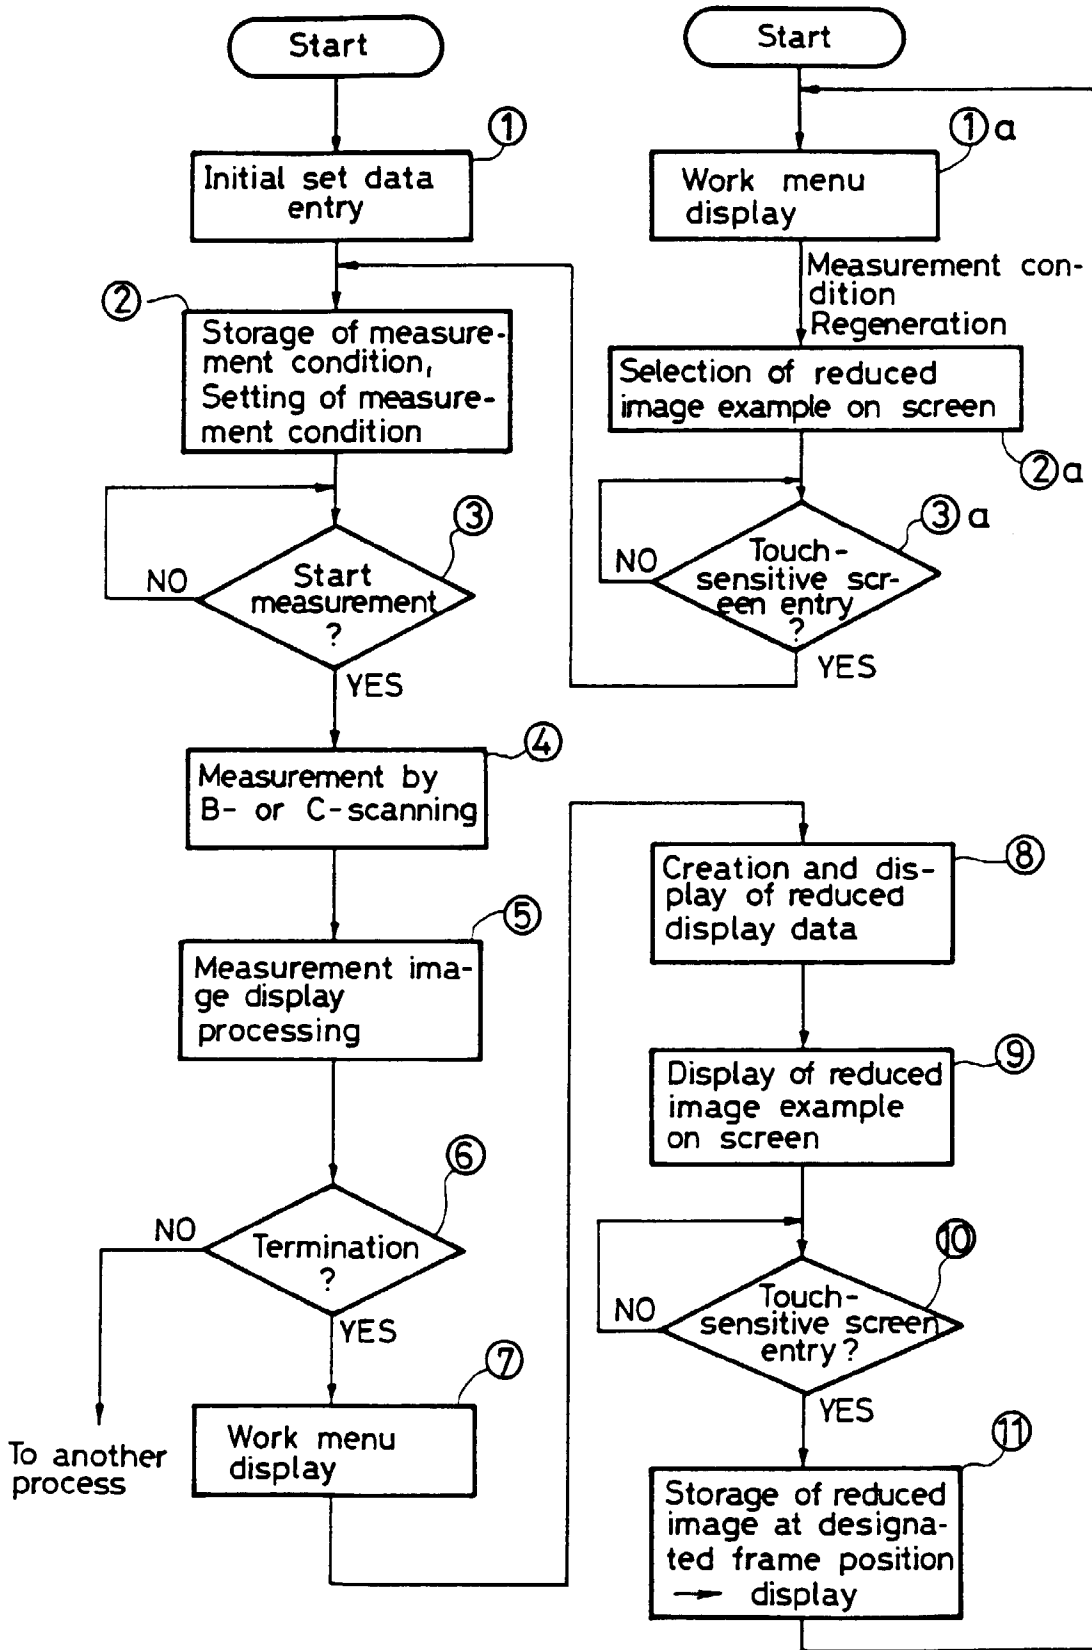 Start
①
Initial set data
entry
②
Storage of measure-
ment condition,
Setting of measure-
ment condition
③
Start
measurement
?
NO
YES
④
Measurement by
B- or C-scanning
⑤
Measurement ima-
ge display
processing
⑥
Termination
?
NO
YES
To another
process
⑦
Work menu
display
Start
①a
Work menu
display
Measurement con-
dition
Regeneration
Selection of reduced
image example on screen
②a
③a
Touch-
sensitive scr-
een entry
?
NO
YES
⑧
Creation and dis-
play of reduced
display data
⑨
Display of reduced
image example
on screen
⑩
Touch-
sensitive screen
entry?
NO
YES
⑪
Storage of reduced
image at designa-
ted frame position
→ display